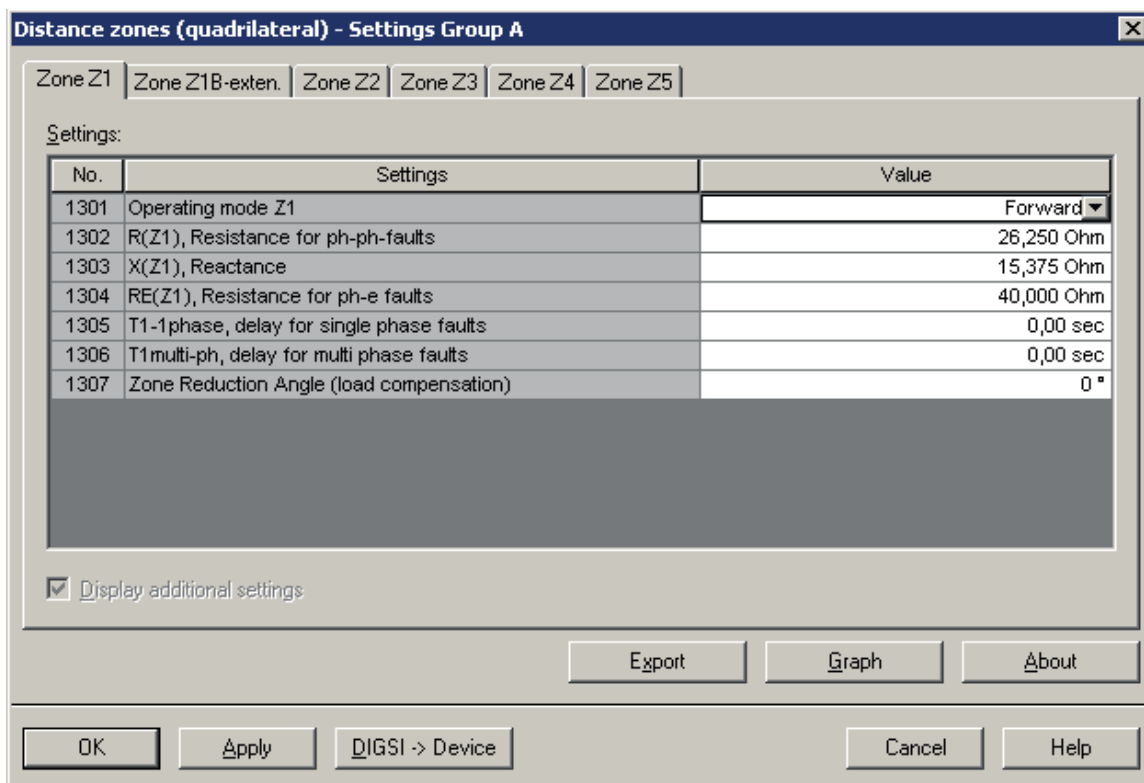 Distance zones (quadrilateral) - Settings Group A
Zone Z1 Zone Z1B-exten. Zone Z2 Zone Z3 Zone Z4 Zone Z5
Settings:
No. Settings Value
1301 Operating mode Z1 Forward
1302 R(Z1), Resistance for ph-ph-faults 26,250 Ohm
1303 X(Z1), Reactance 15,375 Ohm
1304 RE(Z1), Resistance for ph-e faults 40,000 Ohm
1305 T1-1phase, delay for single phase faults 0,00 sec
1306 T1multi-ph, delay for multi phase faults 0,00 sec
1307 Zone Reduction Angle (load compensation) 0 °
Display additional settings
Export Graph About
OK Apply DIGSI -> Device Cancel Help